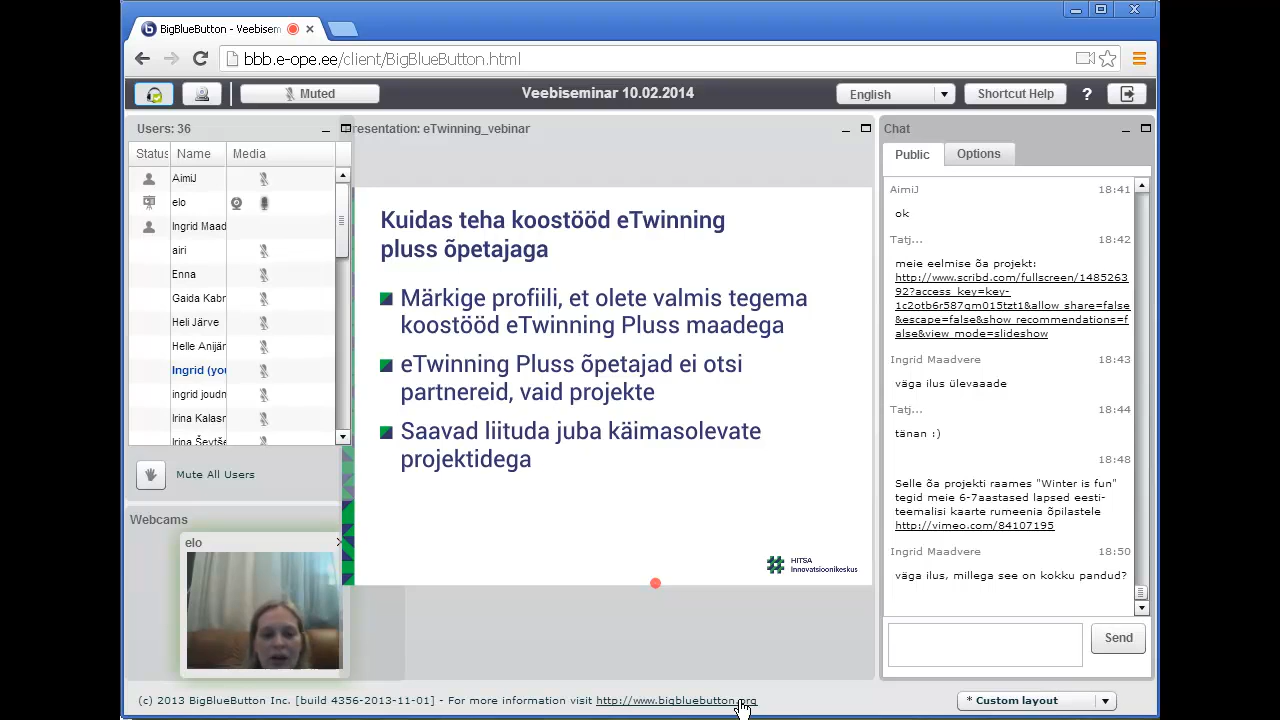 BigBlueButton - Veebisem
bbb.e-ope.ee/client/BigBlueButton.html
Muted
Veebiseminar 10.02.2014
English
Shortcut Help
?
Users: 36
Status Name Media
AimiJ
elo
Ingrid Maad
airi
Enna
Gaida Kabr
Heli Järve
Helle Anijär
Ingrid (you
ingrid joudn
Irina Kalasn
Irina Ševtše
Mute All Users
Webcams
elo
resentation: eTwinning_vebinar
Kuidas teha koostööd eTwinning
pluss õpetajaga
Märkige profiili, et olete valmis tegema
koostööd eTwinning Pluss maadega
eTwinning Pluss õpetajad ei otsi
partnereid, vaid projekte
Saavad liituda juba käimasolevate
projektidega
HITSA
Innovatsioonikeskus
Chat
Public Options
AimiJ 18:41
ok
Tatj... 18:42
meie eelmise õa projekt:
http://www.scribd.com/fullscreen/1485263
92?access_key=key-
1c2otb6r587qm015tzt1&allow_share=false
&escape=false&show_recommendations=f
alse&view_mode=slideshow
Ingrid Maadvere 18:43
väga ilus ülevaaade
Tatj... 18:44
tänan :)
18:48
Selle õa projekti raames "Winter is fun"
tegid meie 6-7aastased lapsed eesti-
teemalisi kaarte rumeenia õpilastele
http://vimeo.com/84107195
Ingrid Maadvere 18:50
väga ilus, millega see on kokku pandud?
Send
(c) 2013 BigBlueButton Inc. [build 4356-2013-11-01] - For more information visit http://www.bigbluebutton.org
* Custom layout